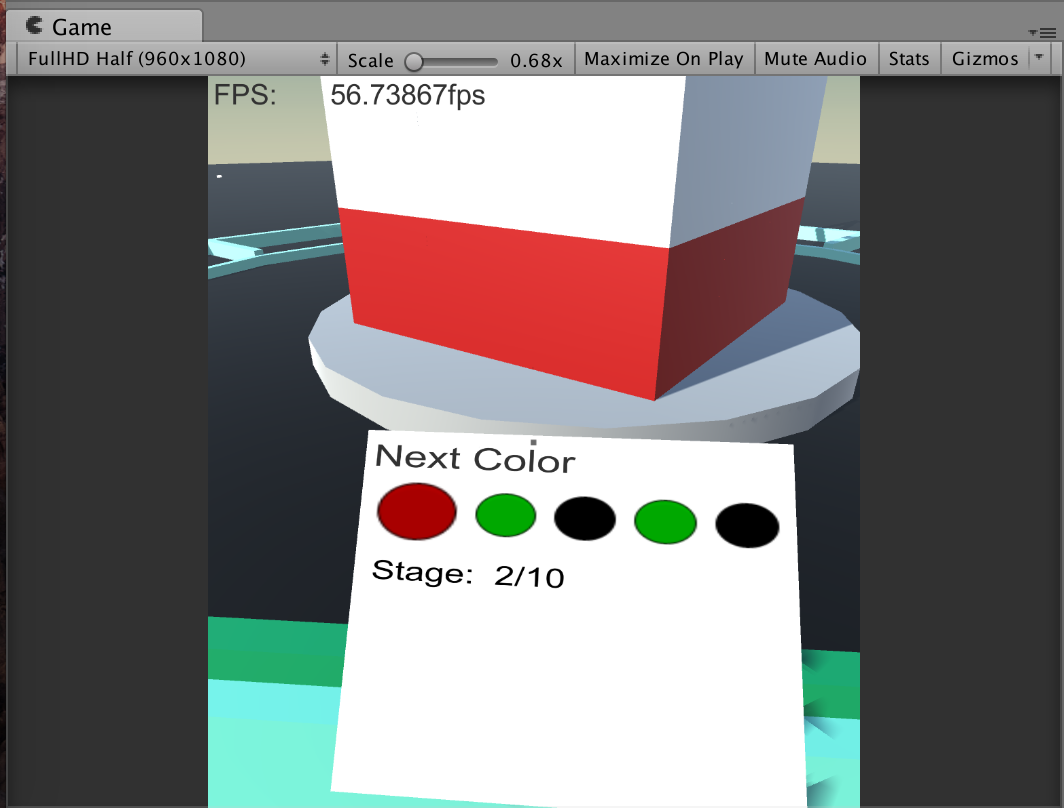 Game
FullHD Half (960x1080) Scale 0.68x Maximize On Play Mute Audio Stats Gizmos
FPS: 56.73867fps
Next Color
Stage: 2/10